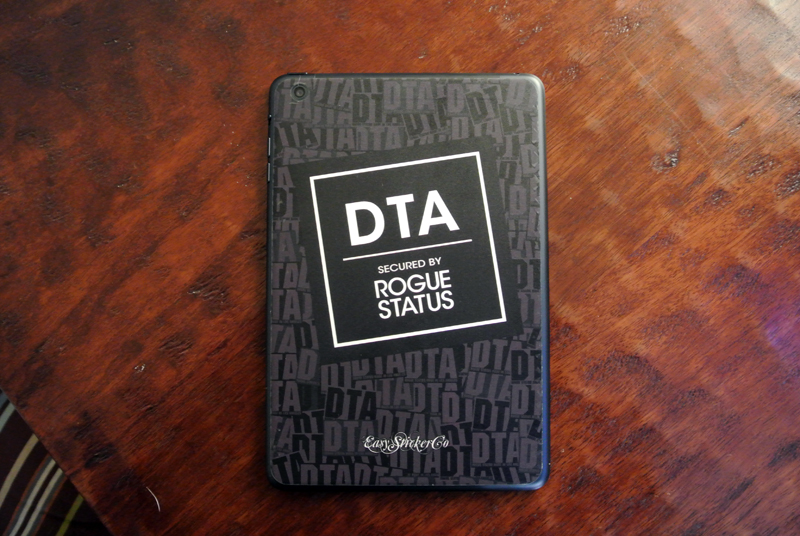 DTA
SECURED BY
ROGUE
STATUS
EasyStickerCo